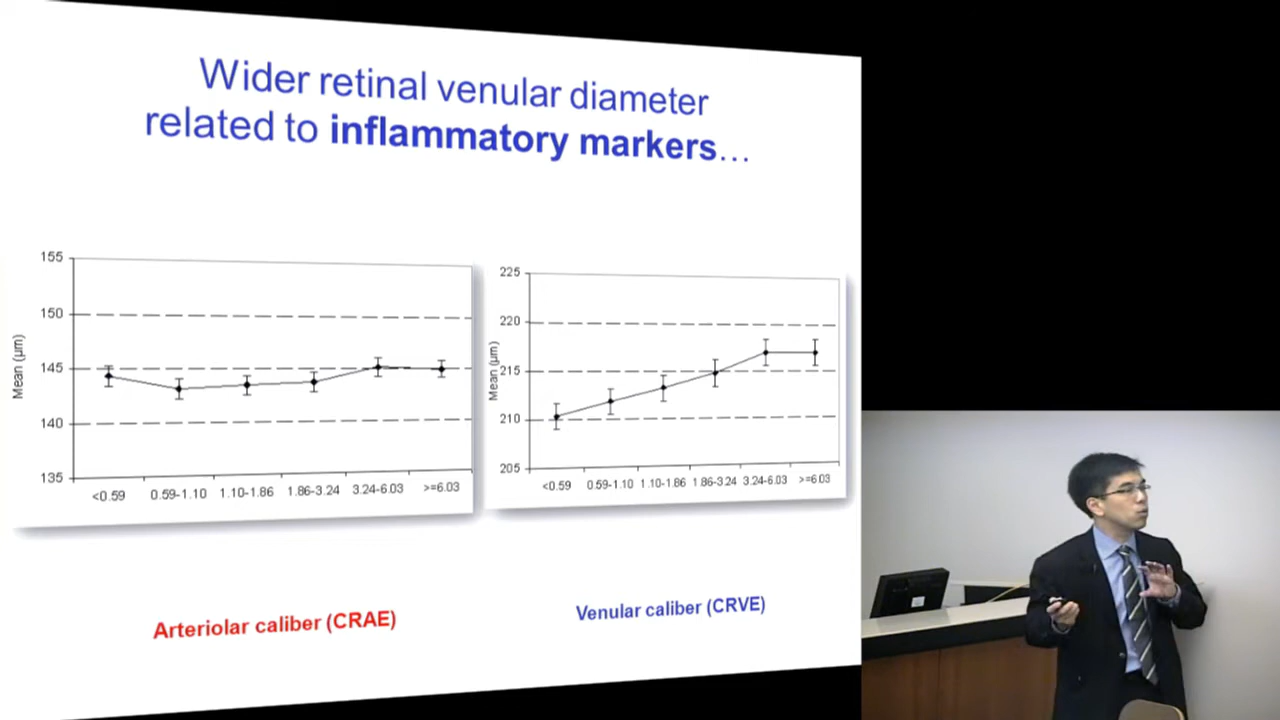 Wider retinal venular diameter
related to inflammatory markers…
155
150
145
140
135
Mean (µm)
<0.59 0.59-1.10 1.10-1.86 1.86-3.24 3.24-6.03 >=6.03
225
220
215
210
205
Mean (µm)
<0.59 0.59-1.10 1.10-1.86 1.86-3.24 3.24-6.03 >=6.03
Arteriolar caliber (CRAE)
Venular caliber (CRVE)